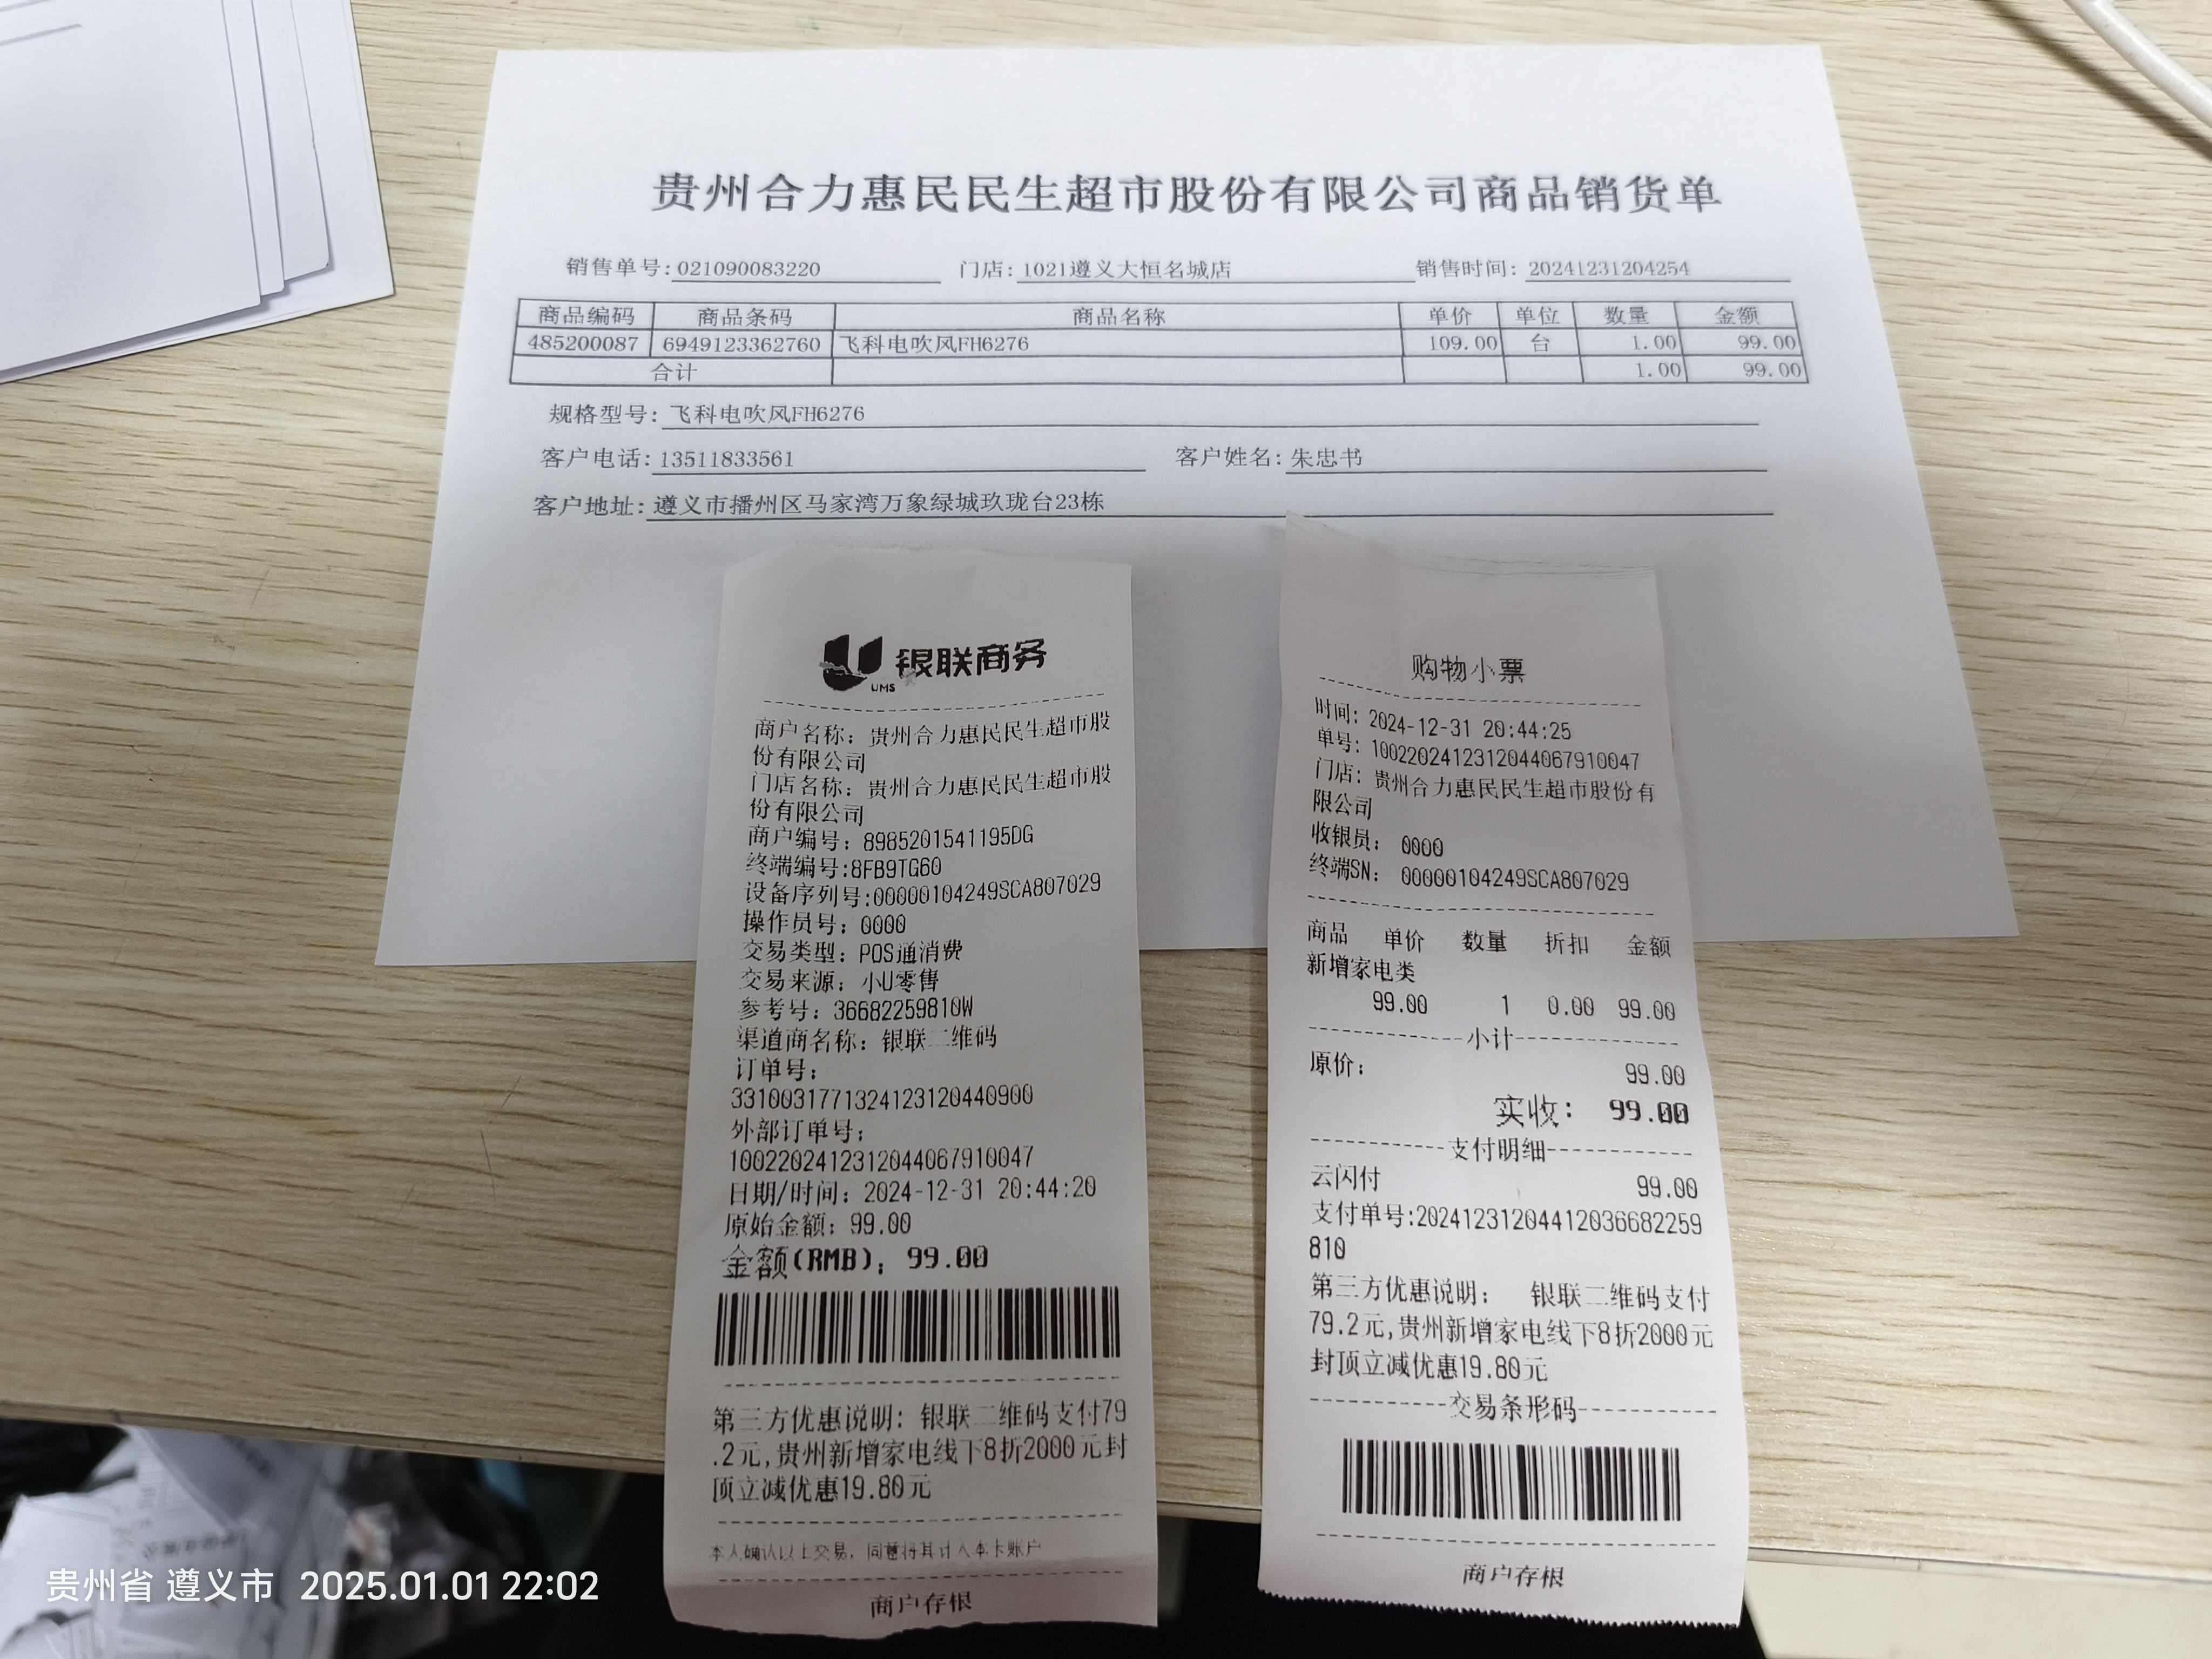 贵州合力惠民民生超市股份有限公司商品销货单
销售单号:021090083220 门店:1021遵义大恒名城店 销售时间:20241231204254
商品编码 商品条码 商品名称 单价 单位 数量 金额
485200087 6949123362760 飞科电吹风FH6276 109.00 台 1.00 99.00
合计 1.00 99.00
规格型号:飞科电吹风FH6276
客户电话:13511833561 客户姓名:朱忠书
客户地址:遵义市播州区马家湾万象绿城玖珑台23栋
银联商务
UMS
商户名称：贵州合力惠民民生超市股
份有限公司
门店名称：贵州合力惠民民生超市股
份有限公司
商户编号：8985201541195DG
终端编号:8FB9TG60
设备序列号:00000104249SCA807029
操作员号：0000
交易类型：POS通消费
交易来源：小U零售
参考号：36682259810W
渠道商名称：银联二维码
订单号：
33100317713241231204409​00
外部订单号：
1002202412312044067910047
日期/时间：2024-12-31 20:44:20
原始金额：99.00
金额(RMB)：99.00
第三方优惠说明：银联二维码支付79
.2元,贵州新增家电线下8折2000元封
顶立减优惠19.80元
本人确认以上交易，同意将其计入本卡账户
商户存根
购物小票
时间：2024-12-31 20:44:25
单号：1002202412312044067910047
门店：贵州合力惠民民生超市股份有
限公司
收银员： 0000
终端SN： 00000104249SCA807029
商品 单价 数量 折扣 金额
新增家电类
99.00 1 0.00 99.00
小计
原价： 99.00
实收： 99.00
支付明细
云闪付 99.00
支付单号:202412312044120366​82259
810
第三方优惠说明： 银联二维码支付
79.2元,贵州新增家电线下8折2000元
封顶立减优惠19.80元
交易条形码
商户存根
贵州省 遵义市 2025.01.01 22:02